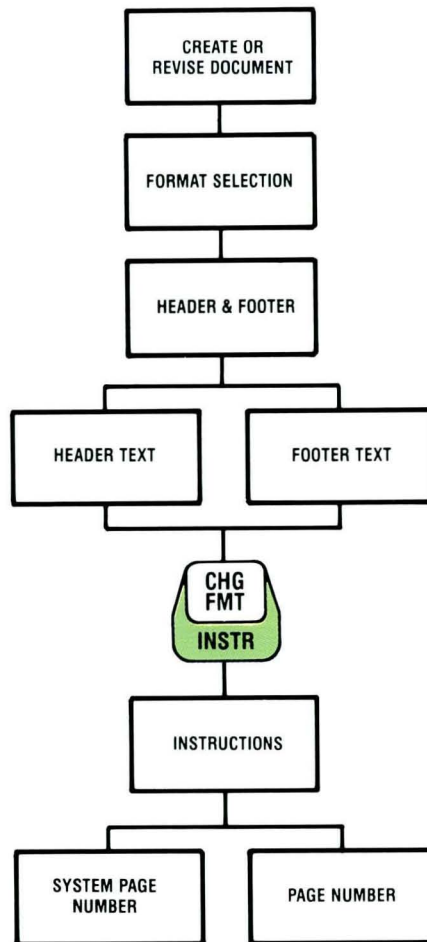 CREATE OR
REVISE DOCUMENT
FORMAT SELECTION
HEADER & FOOTER
HEADER TEXT
FOOTER TEXT
CHG
FMT
INSTR
INSTRUCTIONS
SYSTEM PAGE
NUMBER
PAGE NUMBER